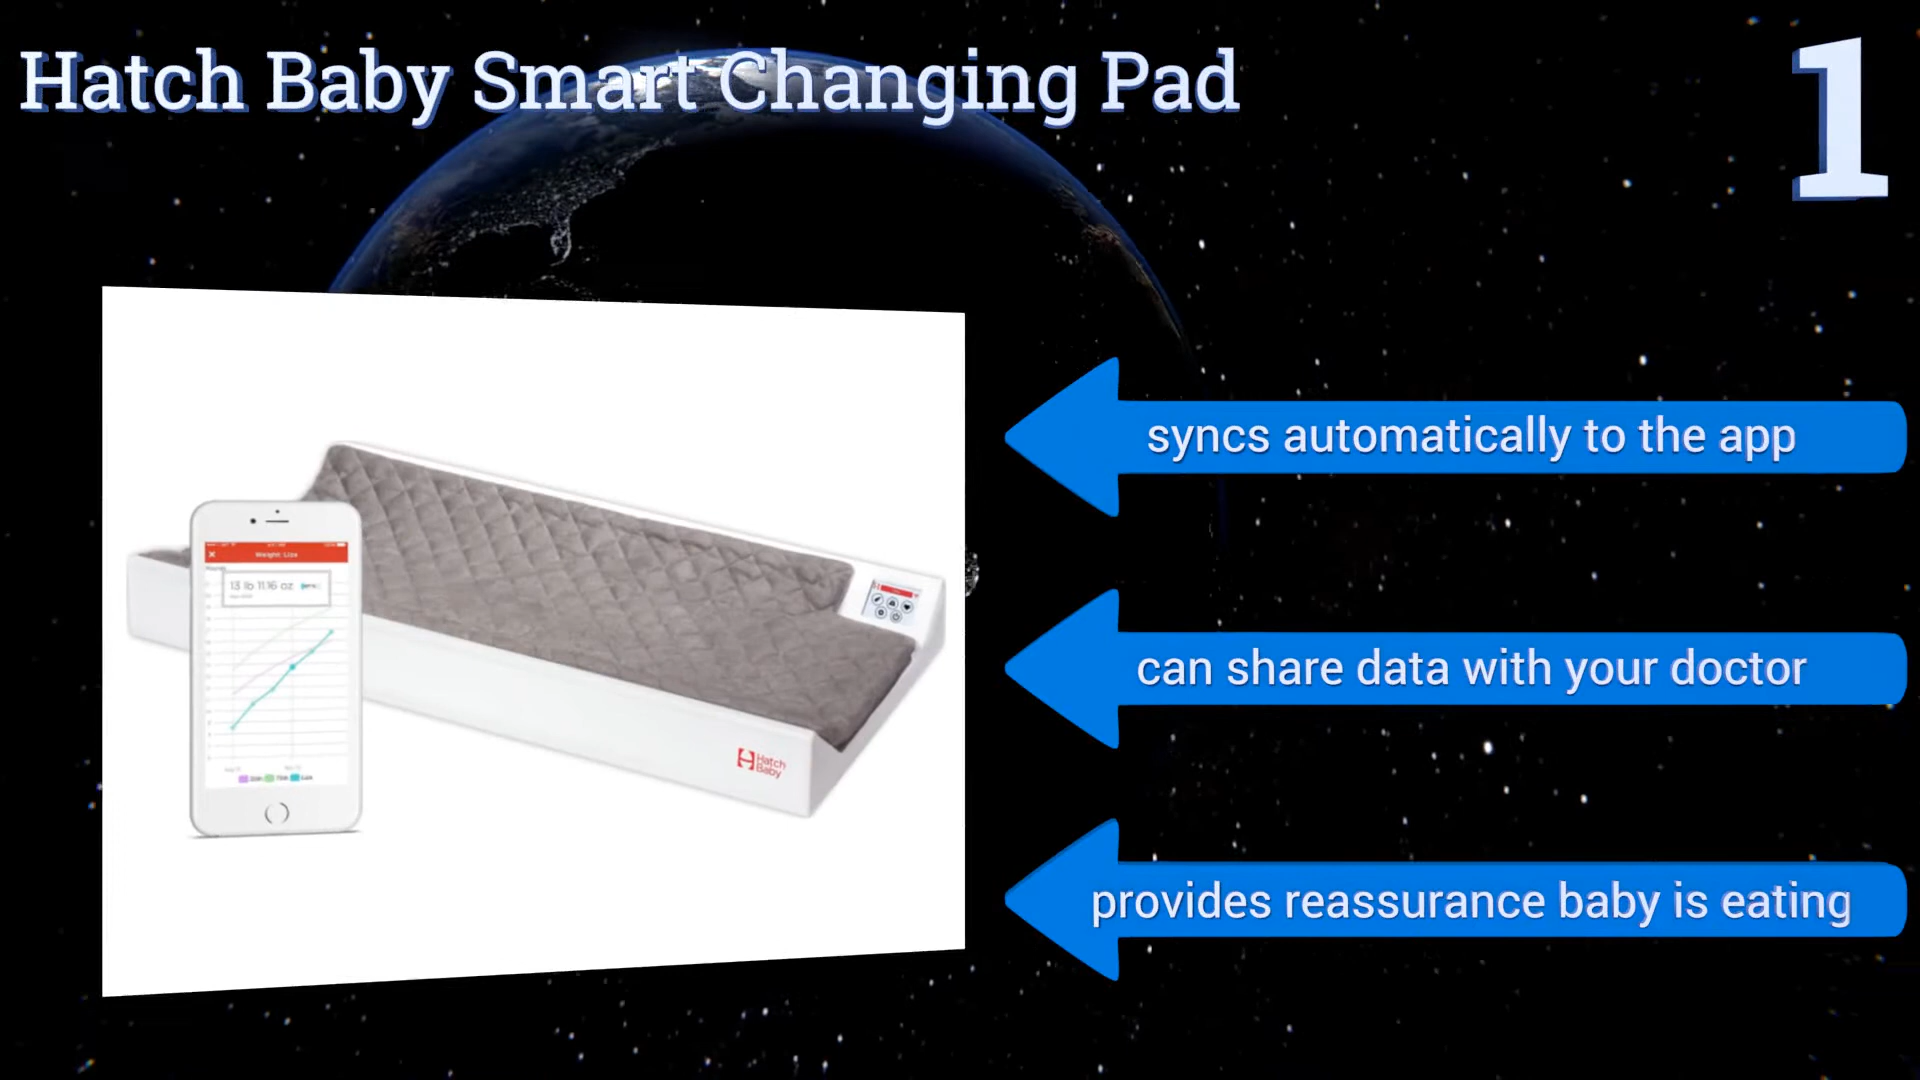 Hatch Baby Smart Changing Pad
1
syncs automatically to the app
can share data with your doctor
provides reassurance baby is eating
13 lb 11.16 oz
Hatch
Baby